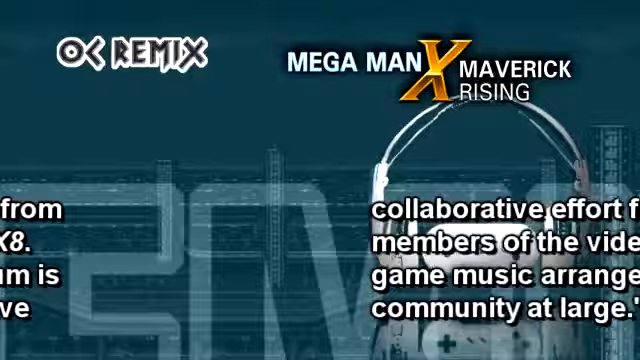 OC REMIX
MEGA MAN X MAVERICK
RISING
from
X8.
um is
ve
collaborative effort f
members of the vide
game music arrange
community at large."